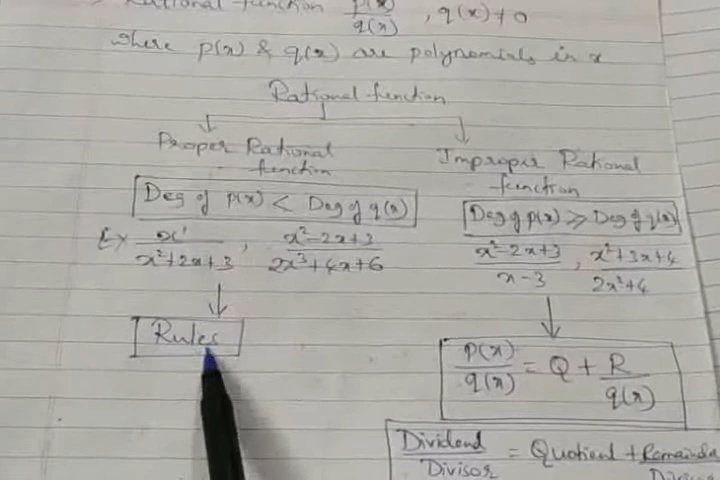 Rational function p(x)/q(x), q(x)≠0
where p(x) & q(x) are polynomials in x
Rational function
Proper Rational function
Deg of p(x) < Deg of q(x)
Ex x¹/x²+2x+3 , x²-2x+3/2x³+4x+6
Rules
Improper Rational function
Deg of p(x) ≥ Deg of q(x)
x²-2x+3/x-3 , x²+3x+4/2x²+4
p(x)/q(x) = Q + R/q(x)
Dividend/Divisor = Quotient +